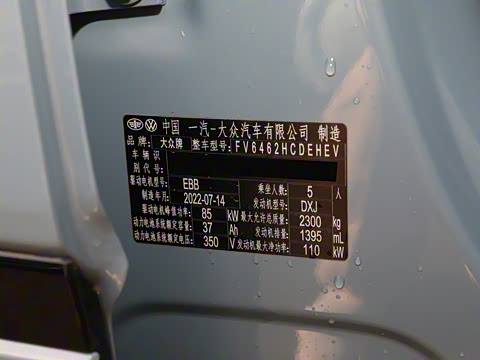 中国 一汽-大众汽车有限公司 制造
品牌: 大众牌 整车型号: FV6462HCDEHEV
车辆识别代号:
驱动电机型号: EBB 乘坐人数: 5 人
制造年月: 2022-07-14 发动机型号: DXJ
驱动电机峰值功率: 85 kW 最大允许总质量: 2300 kg
动力电池系统额定容量: 37 Ah 发动机排量: 1395 mL
动力电池系统额定电压: 350 V 发动机最大净功率: 110 kW